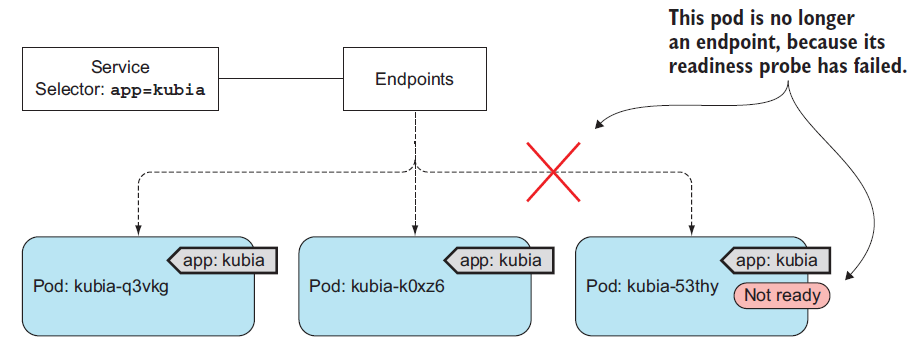 This pod is no longer
an endpoint, because its
readiness probe has failed.
Service
Selector: app=kubia
Endpoints
app: kubia
Pod: kubia-q3vkg
app: kubia
Pod: kubia-k0xz6
app: kubia
Pod: kubia-53thy
Not ready